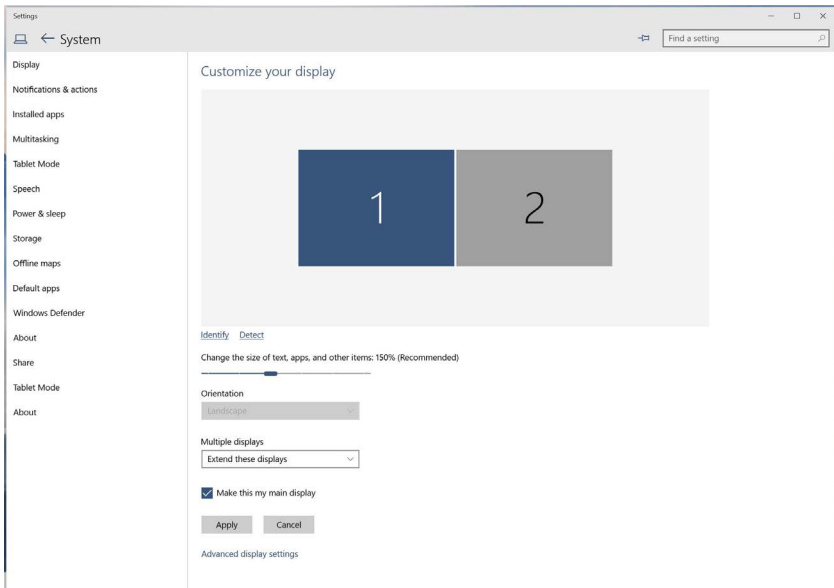 Settings
System
Find a setting
Display
Notifications & actions
Installed apps
Multitasking
Tablet Mode
Speech
Power & sleep
Storage
Offline maps
Default apps
Windows Defender
About
Share
Tablet Mode
About
Customize your display
1 2
Identify Detect
Change the size of text, apps, and other items: 150% (Recommended)
Orientation
Landscape
Multiple displays
Extend these displays
Make this my main display
Apply Cancel
Advanced display settings